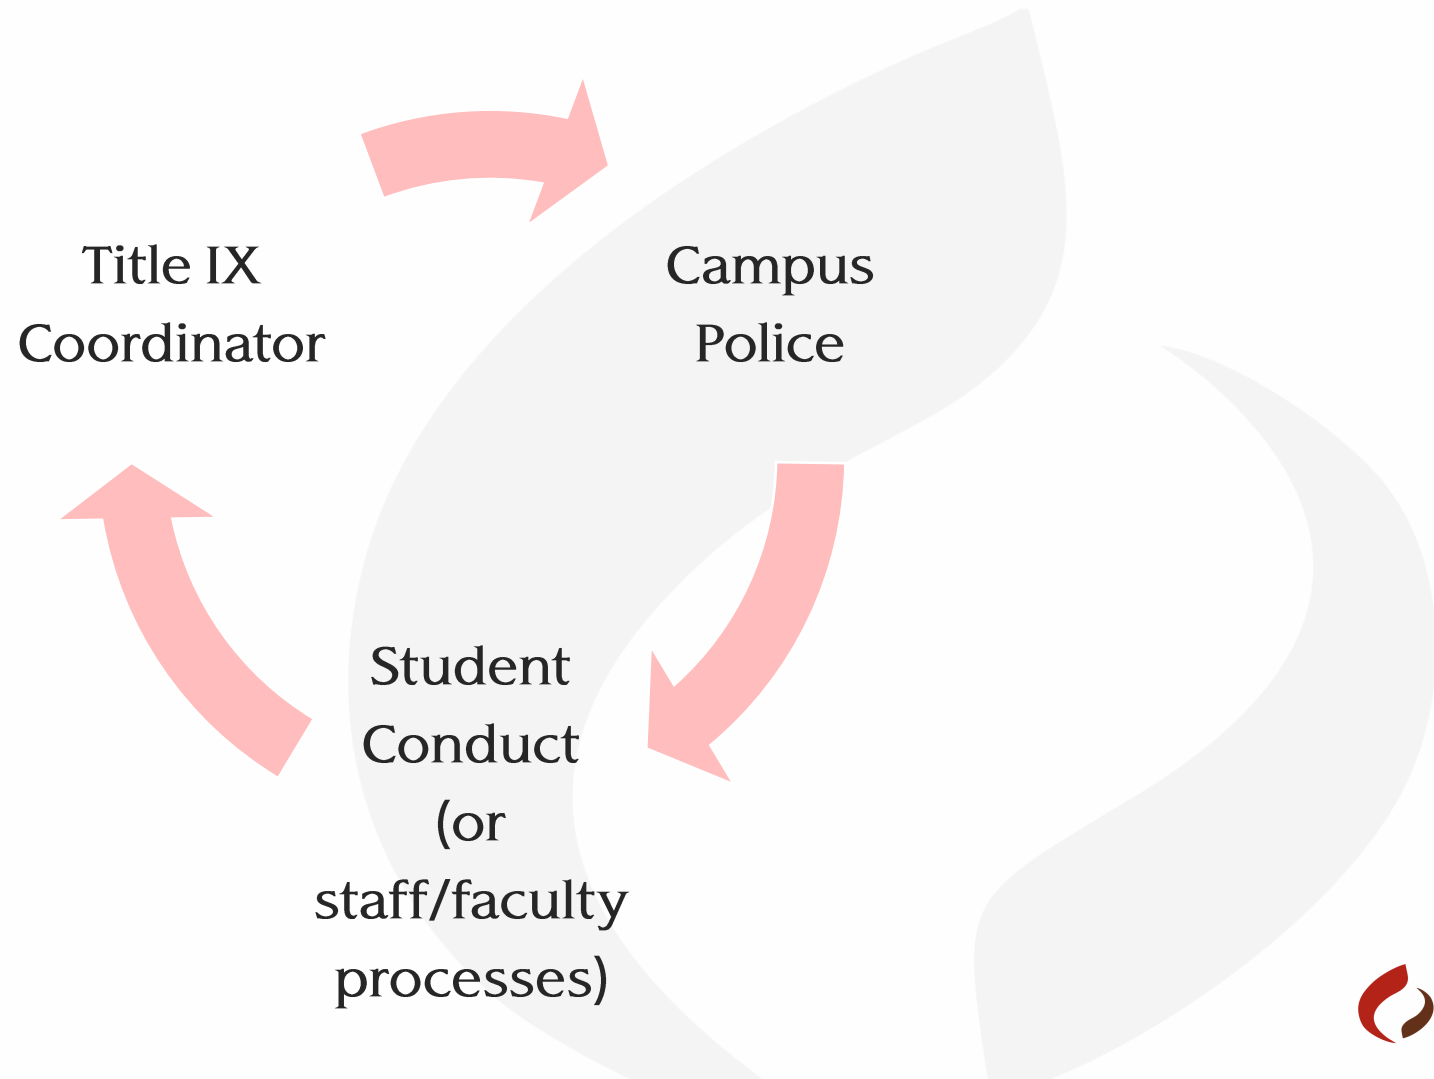 Title IX
Coordinator
Campus
Police
Student
Conduct
(or
staff/faculty
processes)